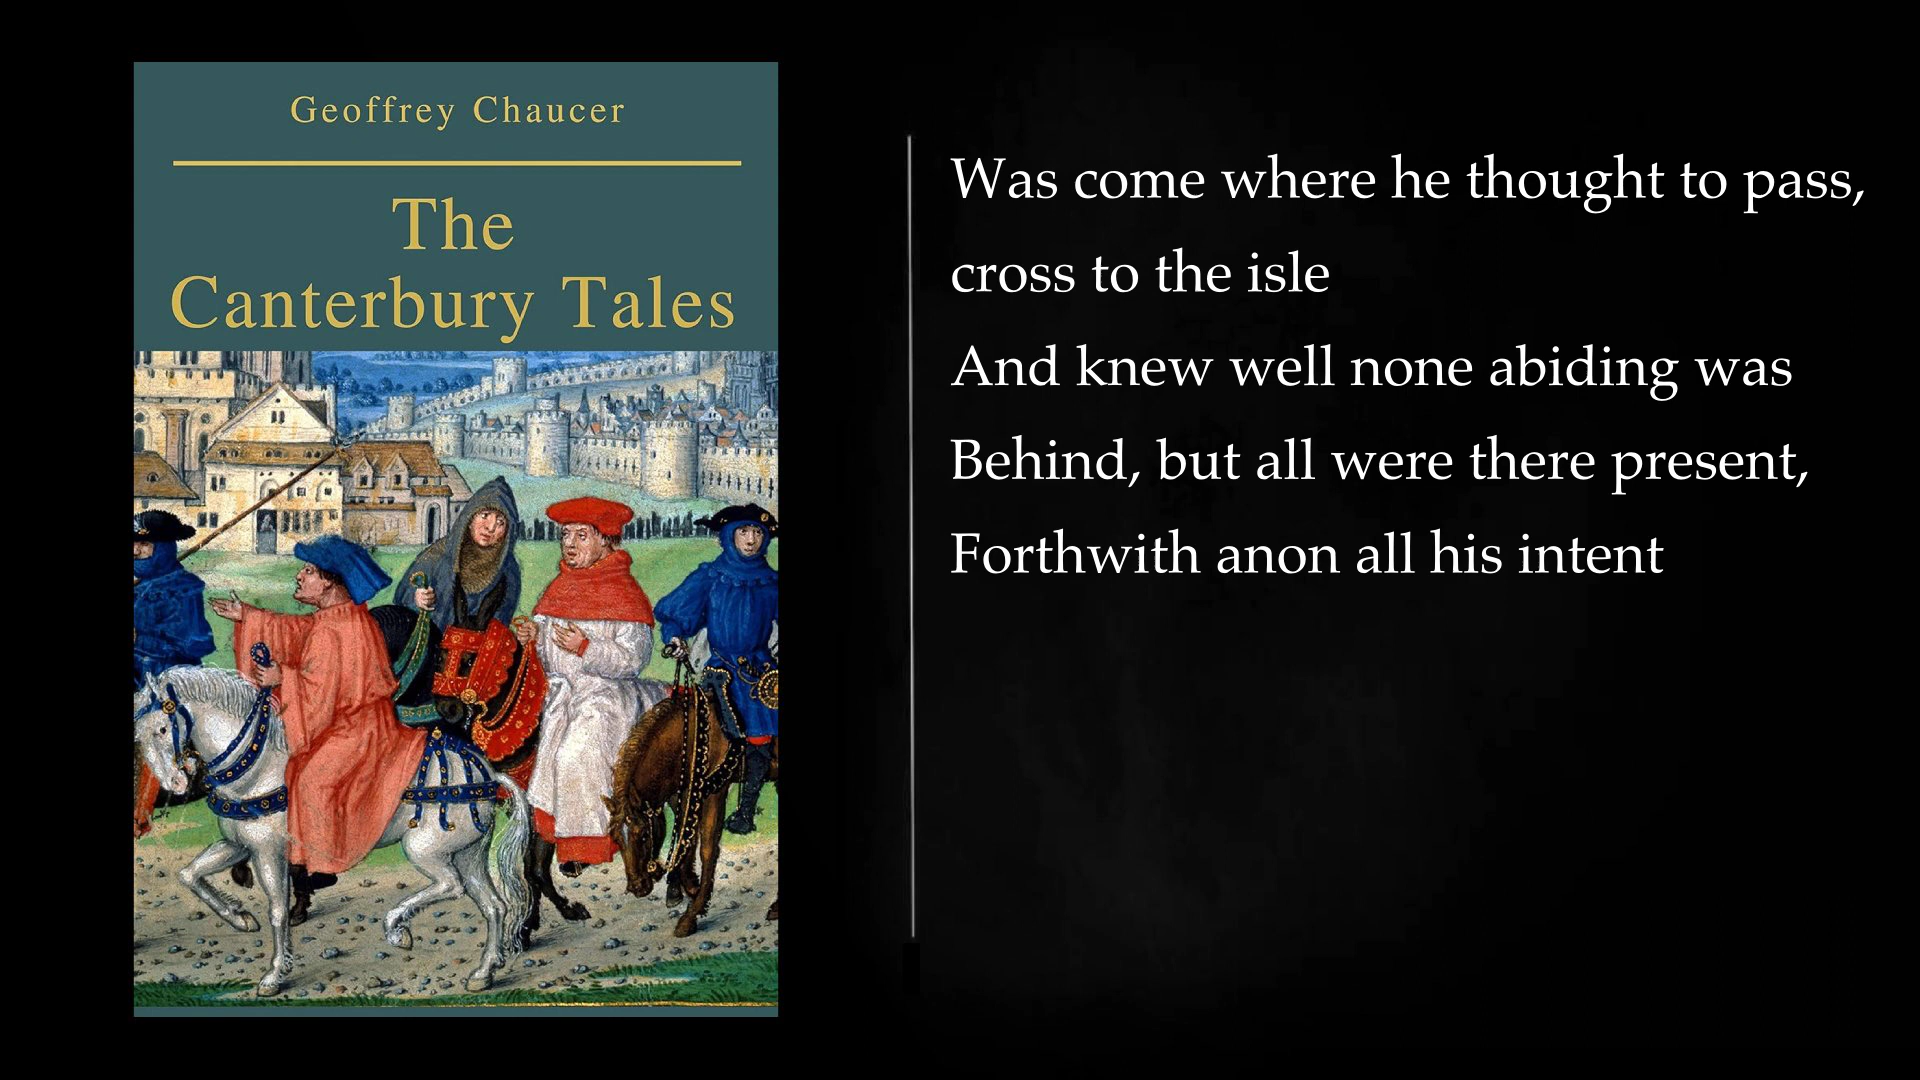 Geoffrey Chaucer
The
Canterbury Tales
Was come where he thought to pass,
cross to the isle
And knew well none abiding was
Behind, but all were there present,
Forthwith anon all his intent